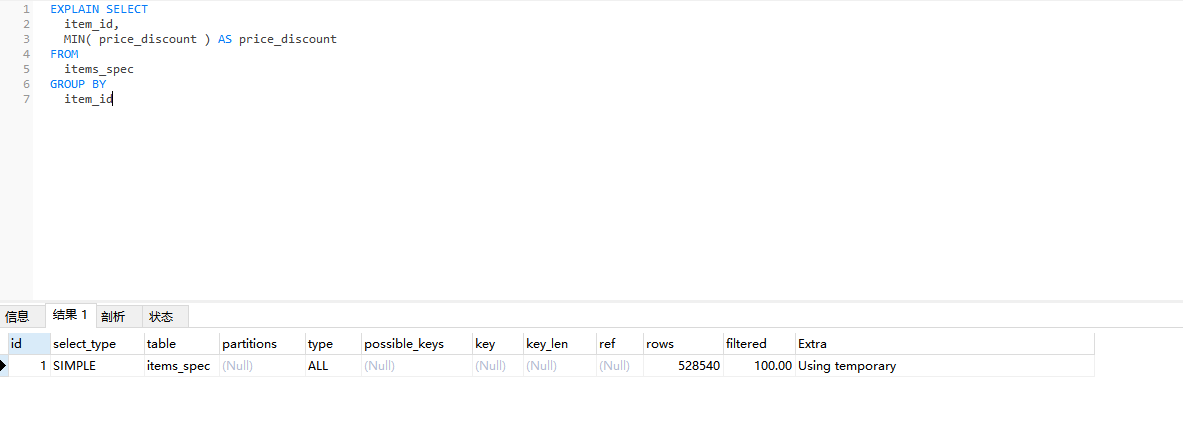 1 EXPLAIN SELECT
2 item_id,
3 MIN( price_discount ) AS price_discount
4 FROM
5 items_spec
6 GROUP BY
7 item_id
信息 结果 1 剖析 状态
id select_type table partitions type possible_keys key key_len ref rows filtered Extra
1 SIMPLE items_spec (Null) ALL (Null) (Null) (Null) (Null) 528540 100.00 Using temporary